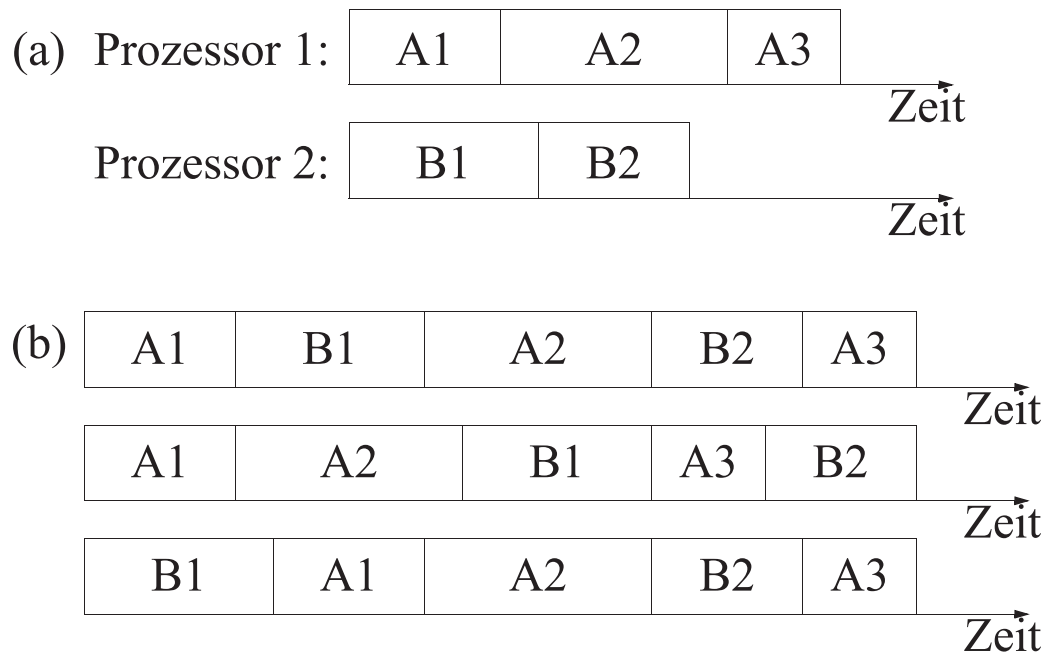 (a) Prozessor 1: A1 A2 A3
Zeit
Prozessor 2: B1 B2
Zeit
(b) A1 B1 A2 B2 A3
Zeit
A1 A2 B1 A3 B2
Zeit
B1 A1 A2 B2 A3
Zeit